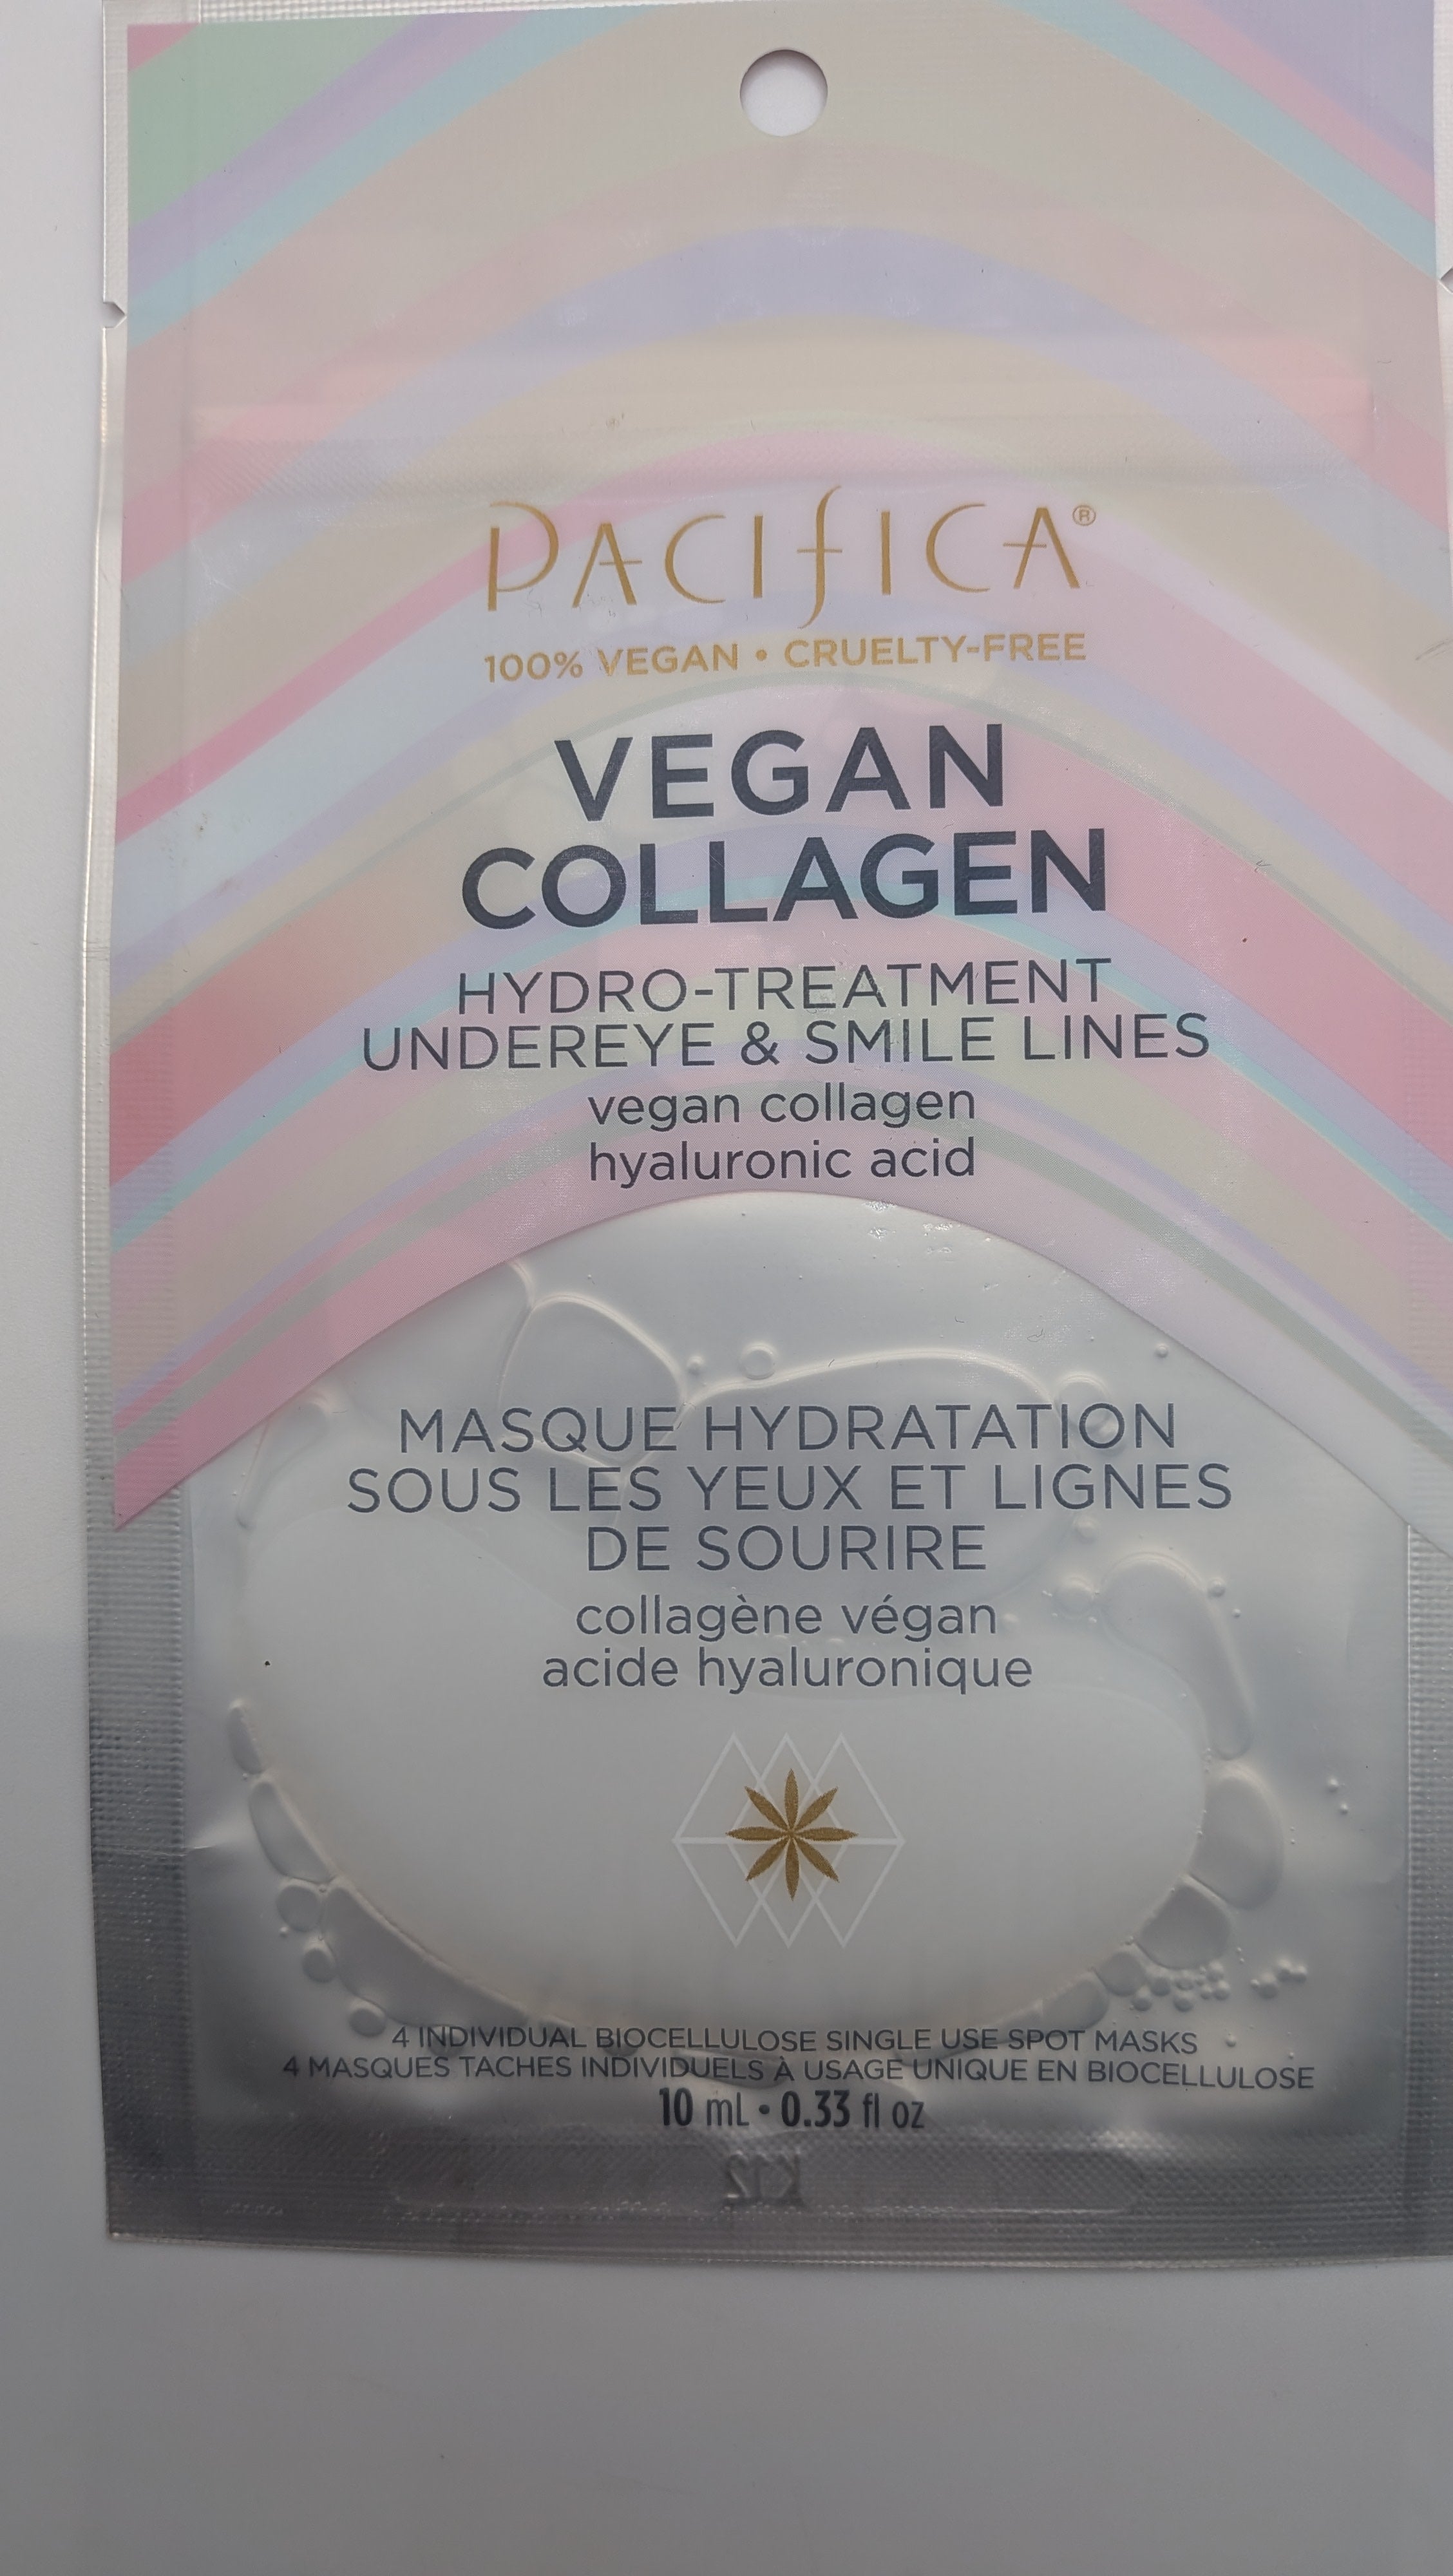 PACIFICA®
100% VEGAN • CRUELTY-FREE
VEGAN
COLLAGEN
HYDRO-TREATMENT
UNDEREYE & SMILE LINES
vegan collagen
hyaluronic acid
MASQUE HYDRATATION
SOUS LES YEUX ET LIGNES
DE SOURIRE
collagène végan
acide hyaluronique
4 INDIVIDUAL BIOCELLULOSE SINGLE USE SPOT MASKS
4 MASQUES TACHES INDIVIDUELS À USAGE UNIQUE EN BIOCELLULOSE
10 mL • 0.33 fl oz